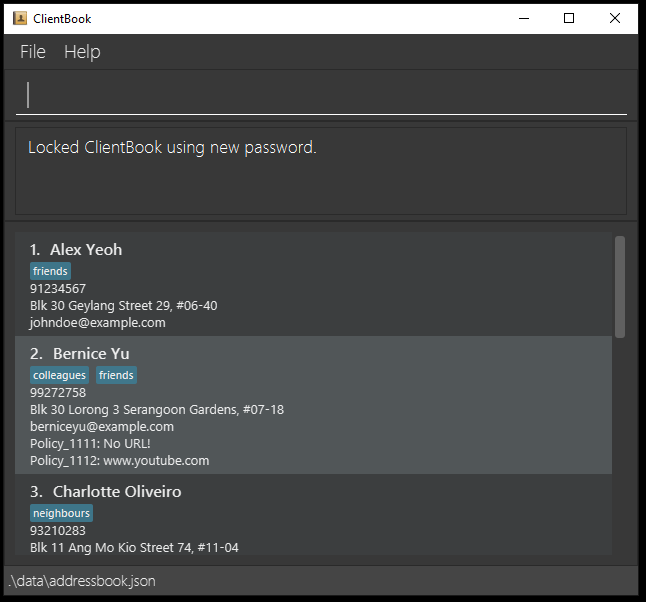 ClientBook
File Help
Locked ClientBook using new password.
1. Alex Yeoh
friends
91234567
Blk 30 Geylang Street 29, #06-40
johndoe@example.com
2. Bernice Yu
colleagues friends
99272758
Blk 30 Lorong 3 Serangoon Gardens, #07-18
berniceyu@example.com
Policy_1111: No URL!
Policy_1112: www.youtube.com
3. Charlotte Oliveiro
neighbours
93210283
Blk 11 Ang Mo Kio Street 74, #11-04
.\data\addressbook.json